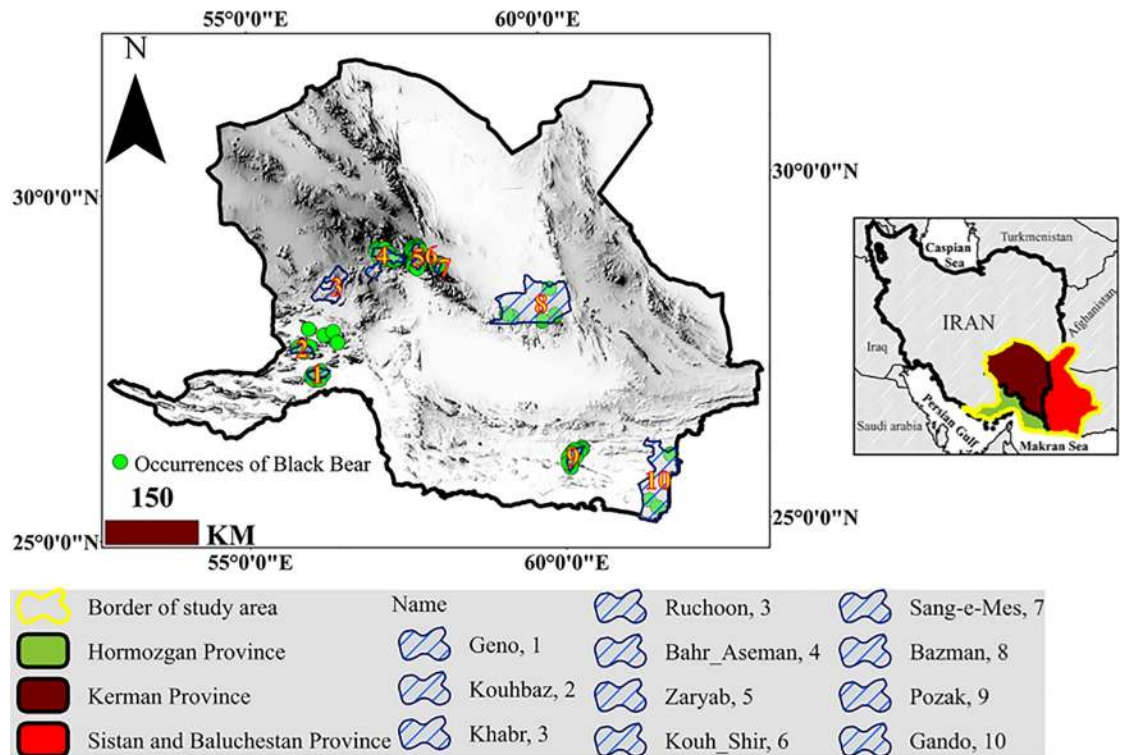 55°0'0"E
60°0'0"E
N
30°0'0"N
30°0'0"N
4
5
6
7
3
8
2
1
9
10
Occurrences of Black Bear
150
KM
25°0'0"N
25°0'0"N
55°0'0"E
60°0'0"E
Caspian
Sea
Turkmenistan
IRAN
Afghanistan
Iraq
Persian Gulf
Saudi arabia
Makran Sea
Border of study area
Hormozgan Province
Kerman Province
Sistan and Baluchestan Province
Name
Geno, 1
Kouhbaz, 2
Khabr, 3
Ruchoon, 3
Bahr_Aseman, 4
Zaryab, 5
Kouh_Shir, 6
Sang-e-Mes, 7
Bazman, 8
Pozak, 9
Gando, 10